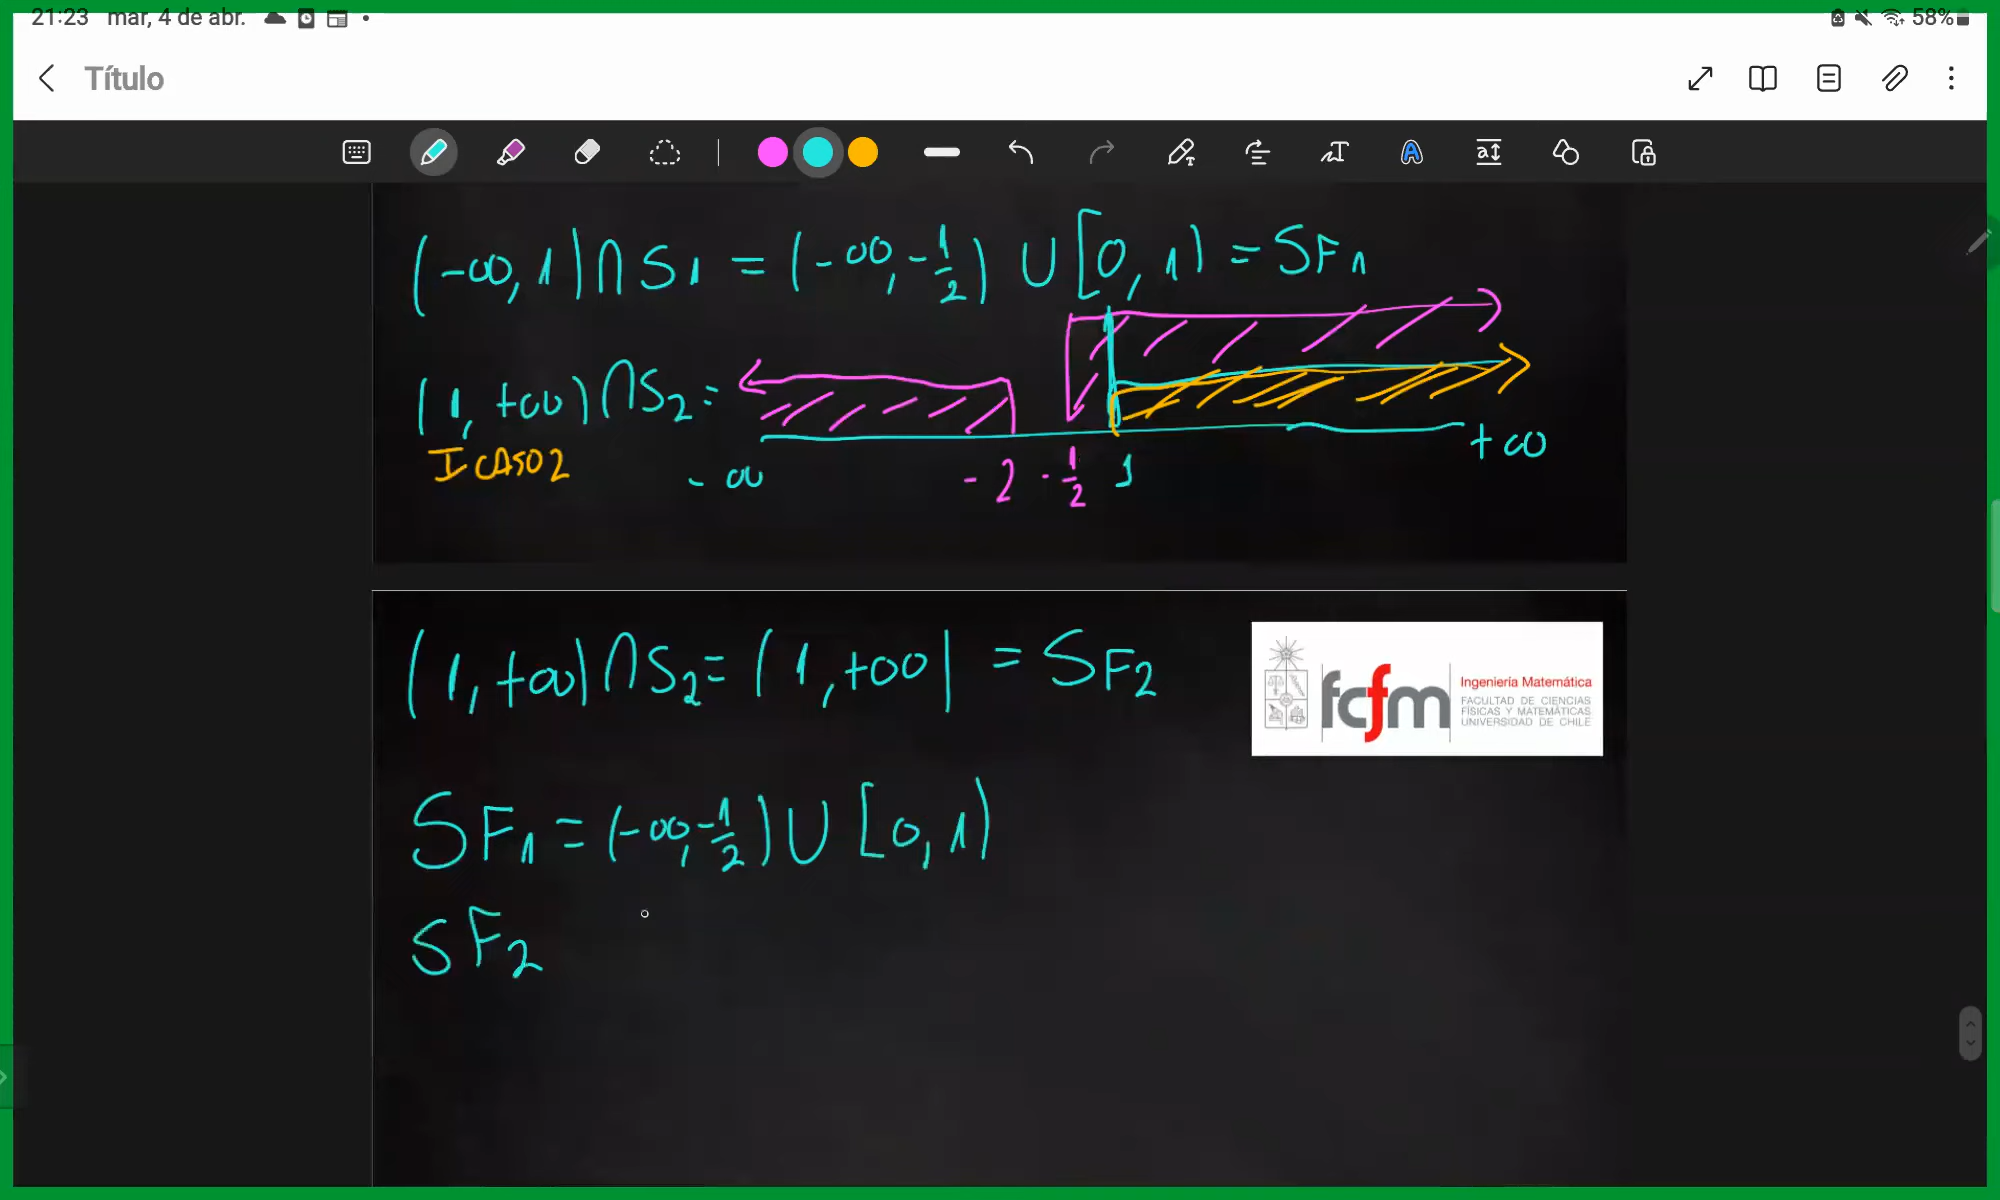 21:23 mar, 4 de abr. 58%
Título
(-∞, 1) ∩ S1 = (-∞, -1/2) ∪ [0, 1) = SF1
(1, +∞) ∩ S2 =
I CASO2
-∞ -2 -1/2 1 +∞
(1, +∞) ∩ S2 = (1, +∞) = SF2
fcfm
Ingeniería Matemática
FACULTAD DE CIENCIAS
FÍSICAS Y MATEMÁTICAS
UNIVERSIDAD DE CHILE
SF1 = (-∞, -1/2) ∪ [0, 1)
SF2